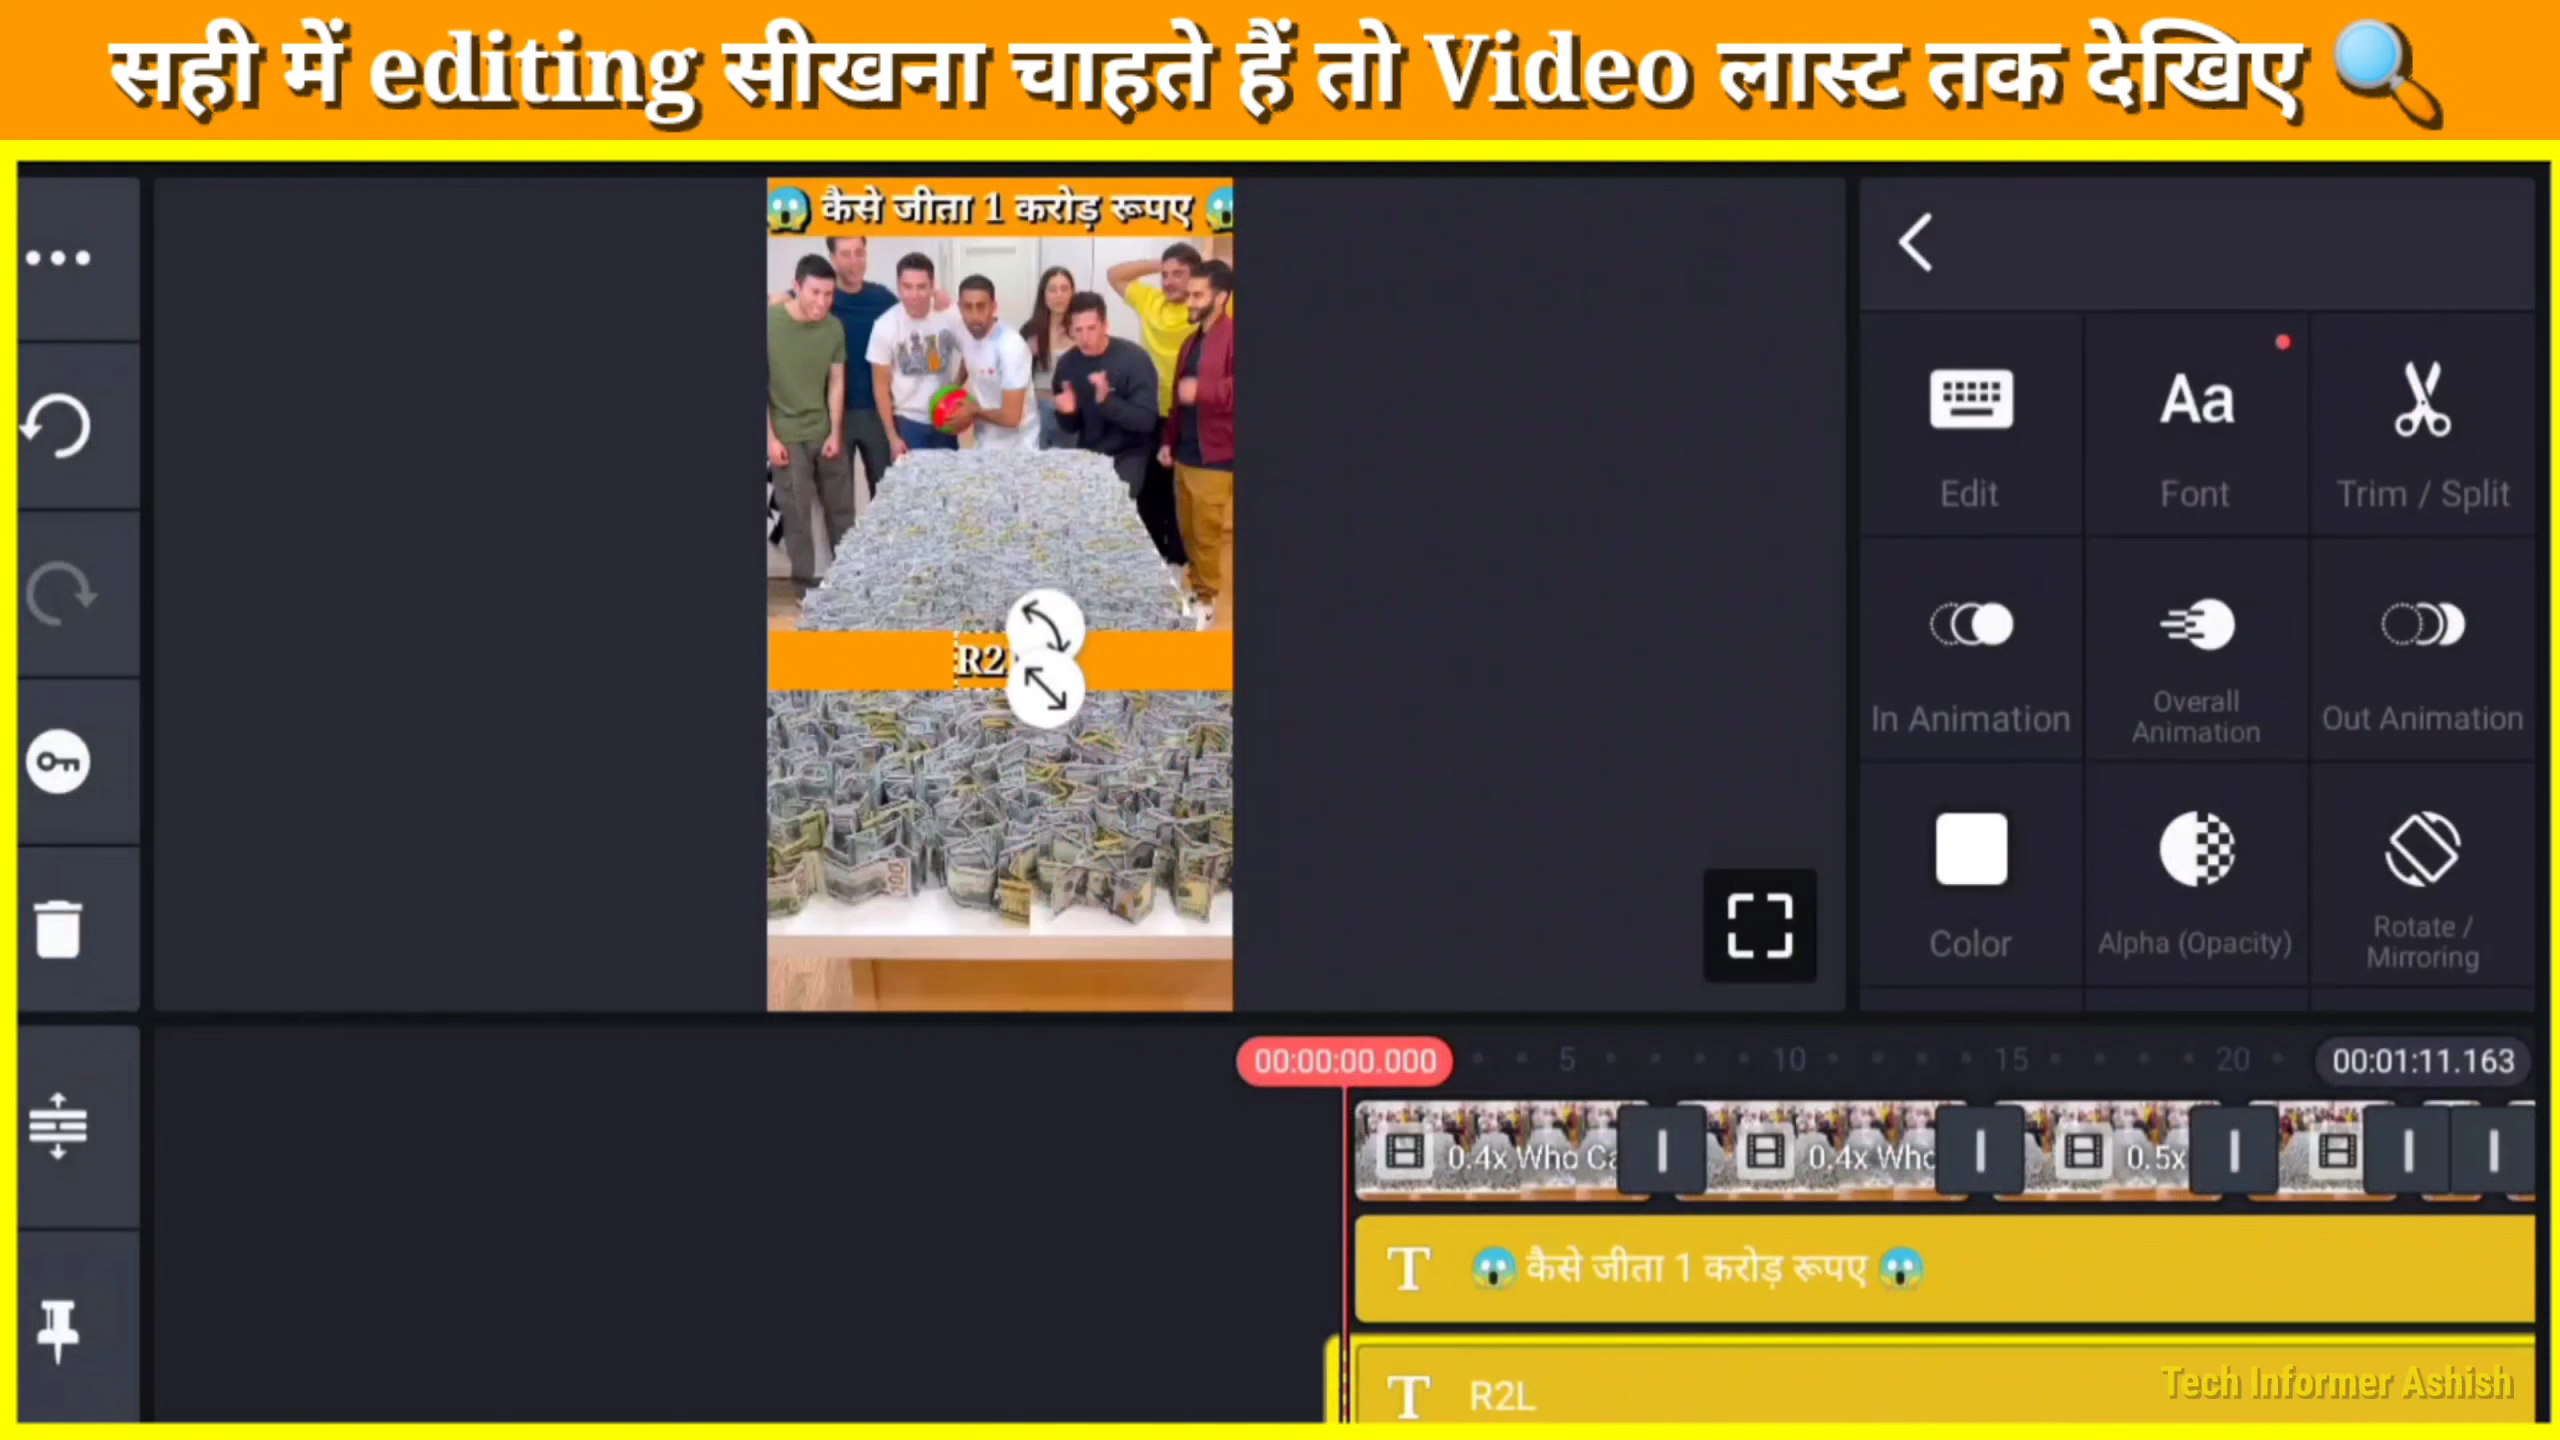 सही में editing सीखना चाहते हैं तो Video लास्ट तक देखिए 🔍
😱 कैसे जीता 1 करोड़ रूपए 😱
R2
Edit
Font
Trim / Split
In Animation
Overall
Animation
Out Animation
Color
Alpha (Opacity)
Rotate /
Mirroring
00:00:00.000
5
10
15
20
00:01:11.163
0.4x Who Ca
0.4x Who
0.5x
😱 कैसे जीता 1 करोड़ रूपए 😱
R2L
Tech Informer Ashish